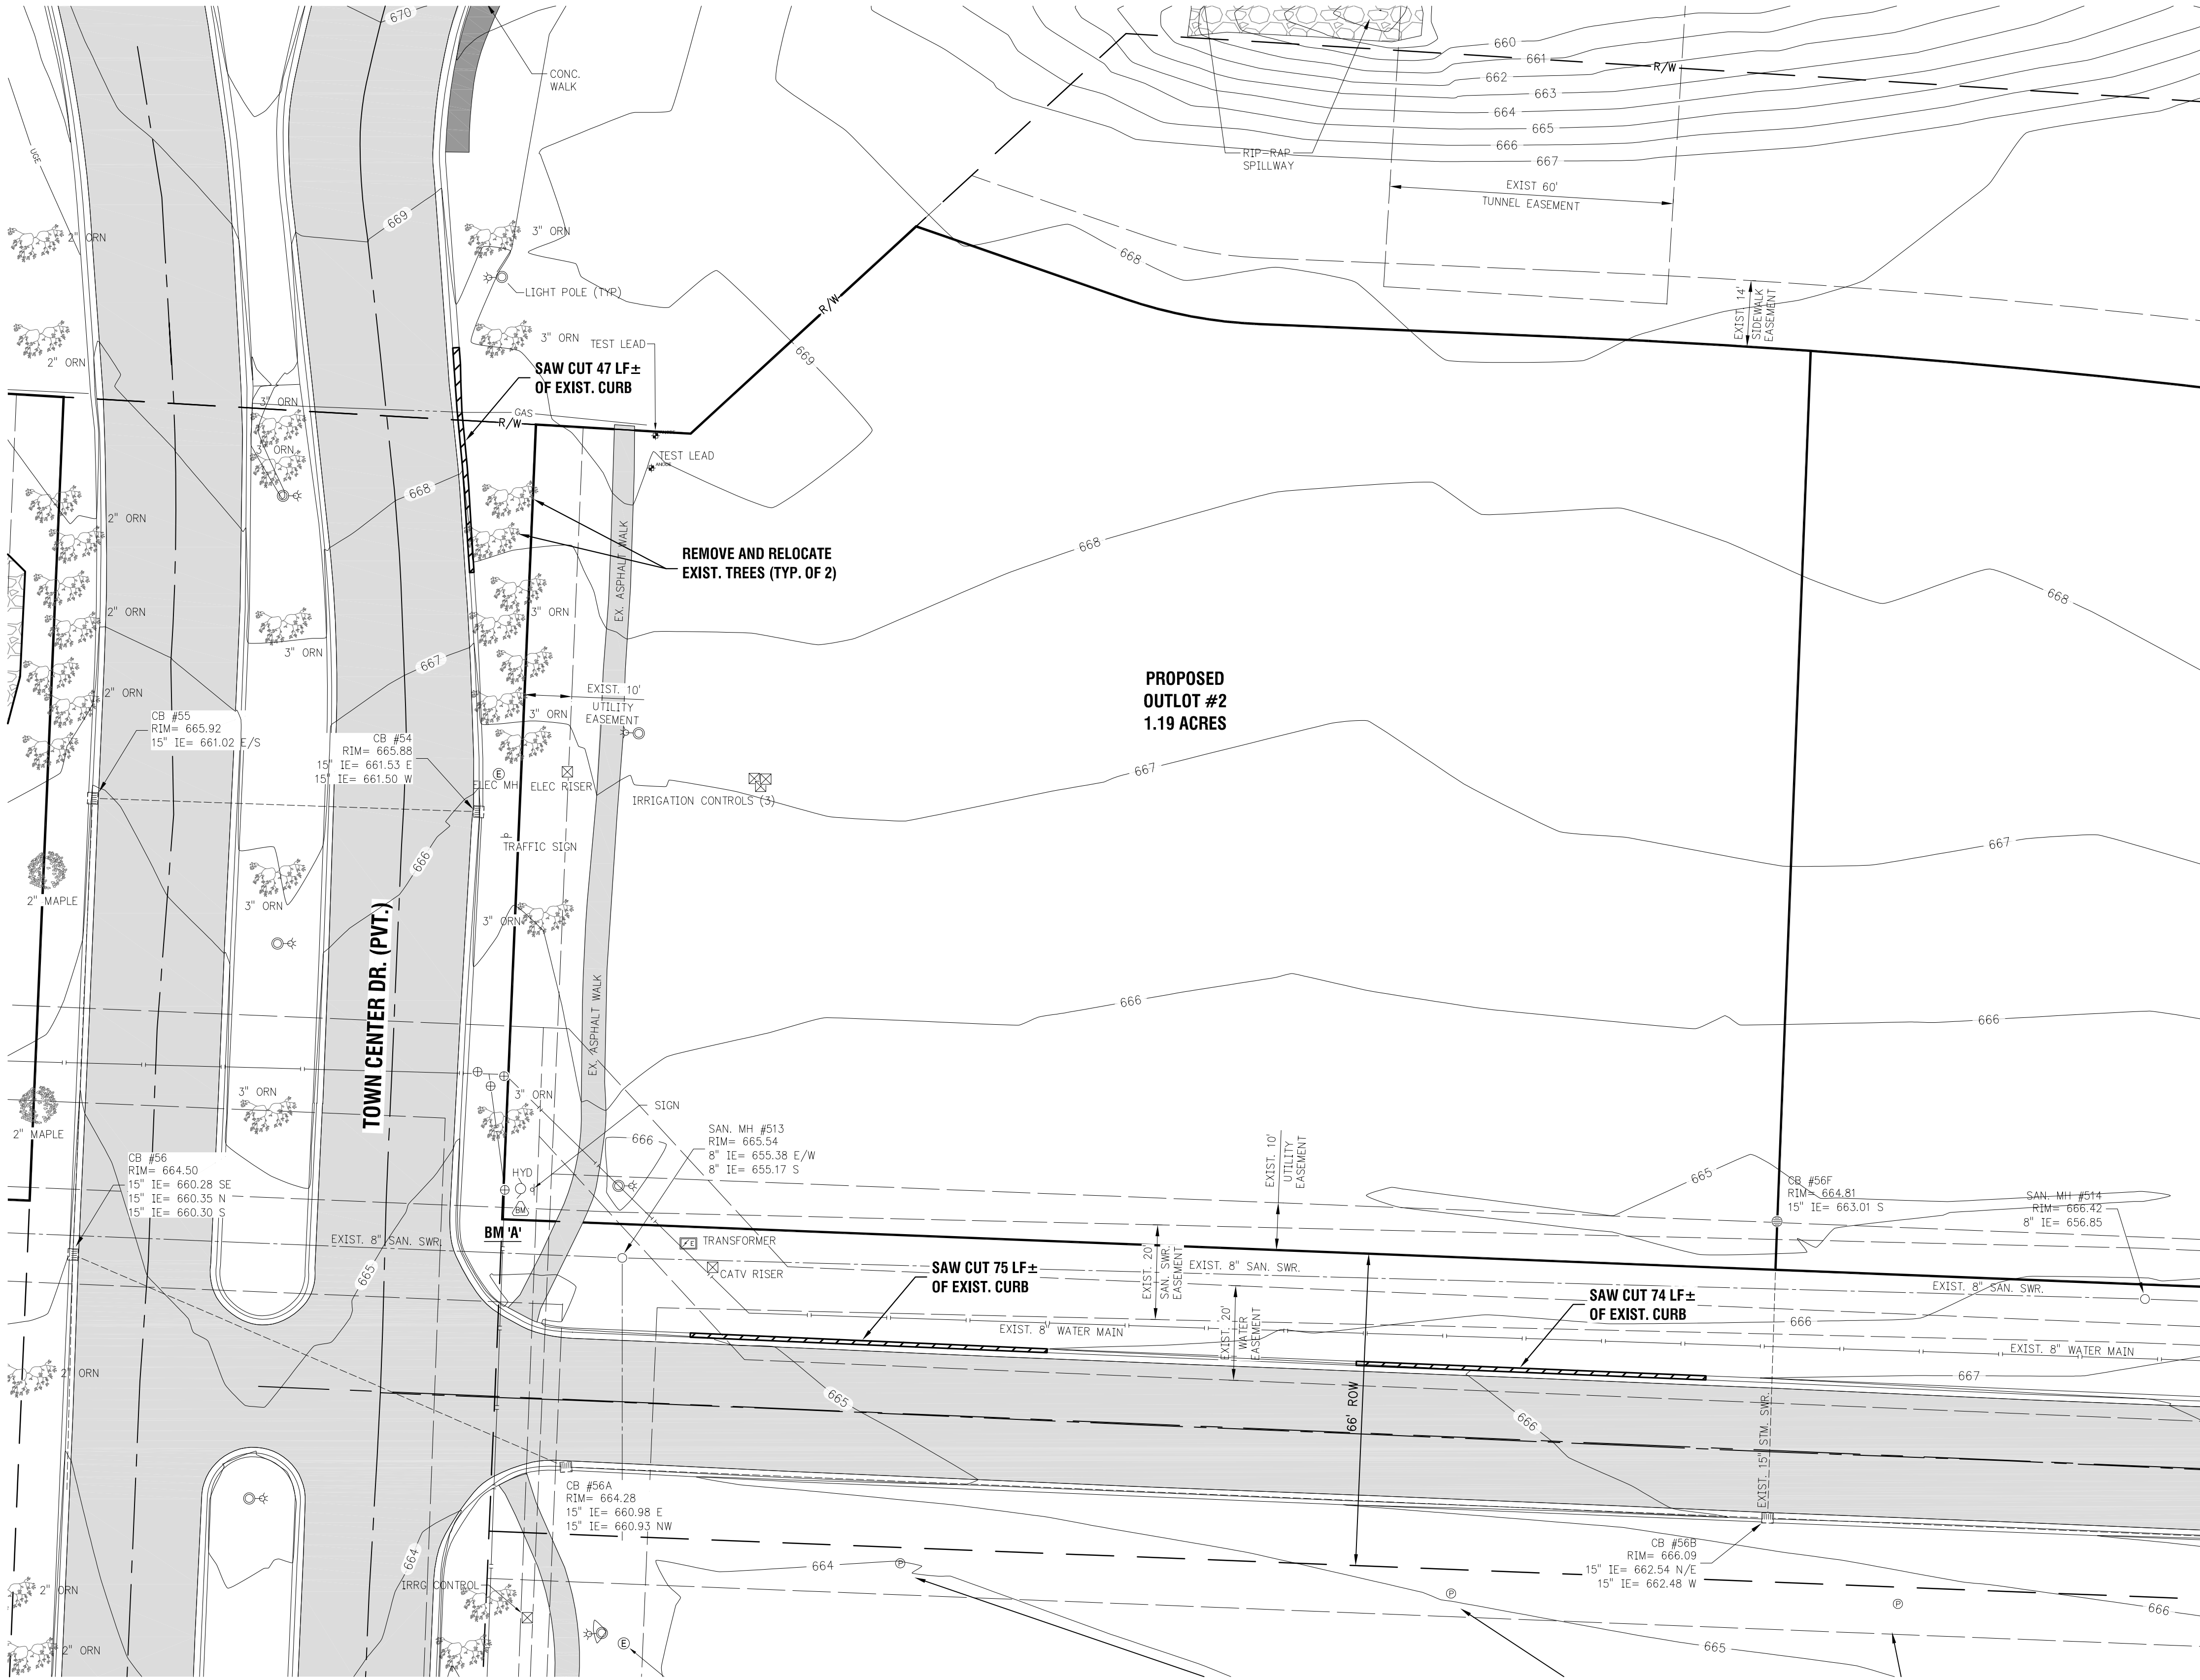 670
CONC.
WALK
660
661
R/W
662
663
664
665
666
667
RIP-RAP
SPILLWAY
EXIST 60'
TUNNEL EASEMENT
UGE
669
2" ORN
3" ORN
668
LIGHT POLE (TYP)
R/W
EXIST. 14'
SIDEWALK
EASEMENT
2" ORN
3" ORN
TEST LEAD
669
SAW CUT 47 LF±
OF EXIST. CURB
3" ORN
GAS
R/W
3" ORN
TEST LEAD
ANODE
668
2" ORN
EX. ASPHALT WALK
668
REMOVE AND RELOCATE
EXIST. TREES (TYP. OF 2)
668
2" ORN
3" ORN
3" ORN
667
2" ORN
EXIST. 10'
UTILITY
EASEMENT
3" ORN
PROPOSED
OUTLOT #2
1.19 ACRES
CB #55
RIM= 665.92
15" IE= 661.02 E/S
CB #54
RIM= 665.88
15" IE= 661.53 E
15" IE= 661.50 W
E
ELEC MH
ELEC RISER
IRRIGATION CONTROLS (3)
667
TRAFFIC SIGN
667
666
2" MAPLE
3" ORN
3" ORN
TOWN CENTER DR. (PVT.)
EX. ASPHALT WALK
666
666
3" ORN
3" ORN
SIGN
2" MAPLE
666
SAN. MH #513
RIM= 665.54
8" IE= 655.38 E/W
8" IE= 655.17 S
EXIST. 10'
UTILITY
EASEMENT
CB #56
RIM= 664.50
15" IE= 660.28 SE
15" IE= 660.35 N
15" IE= 660.30 S
HYD
BM
BM 'A'
665
CB #56F
RIM= 664.81
15" IE= 663.01 S
SAN. MH #514
RIM= 666.42
8" IE= 656.85
EXIST. 8" SAN. SWR.
E
TRANSFORMER
CATV RISER
665
SAW CUT 75 LF±
OF EXIST. CURB
EXIST. 20'
SAN. SWR.
EASEMENT
EXIST. 8" SAN. SWR.
EXIST. 8" SAN. SWR.
SAW CUT 74 LF±
OF EXIST. CURB
666
EXIST. 8" WATER MAIN
EXIST. 20'
WATER
EASEMENT
EXIST. 8" WATER MAIN
667
2" ORN
665
66' ROW
666
EXIST. 15" STM. SWR.
CB #56A
RIM= 664.28
15" IE= 660.98 E
15" IE= 660.93 NW
664
664
P
CB #56B
RIM= 666.09
15" IE= 662.54 N/E
15" IE= 662.48 W
2" ORN
IRRG CONTROL
P
P
666
E
665
2" ORN